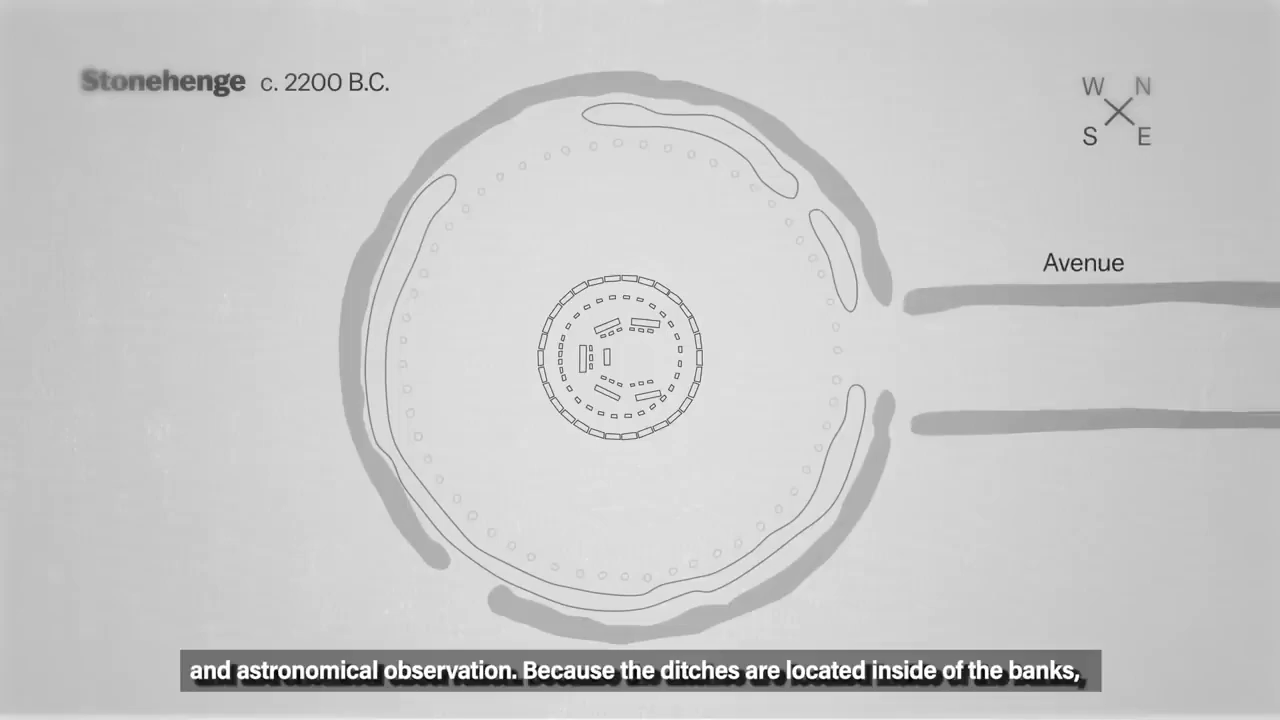 Stonehenge c. 2200 B.C.
W N
S E
Avenue
and astronomical observation. Because the ditches are located inside of the banks,